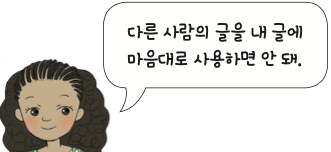 다른 사람의 글을 내 글에
마음대로 사용하면 안 돼.